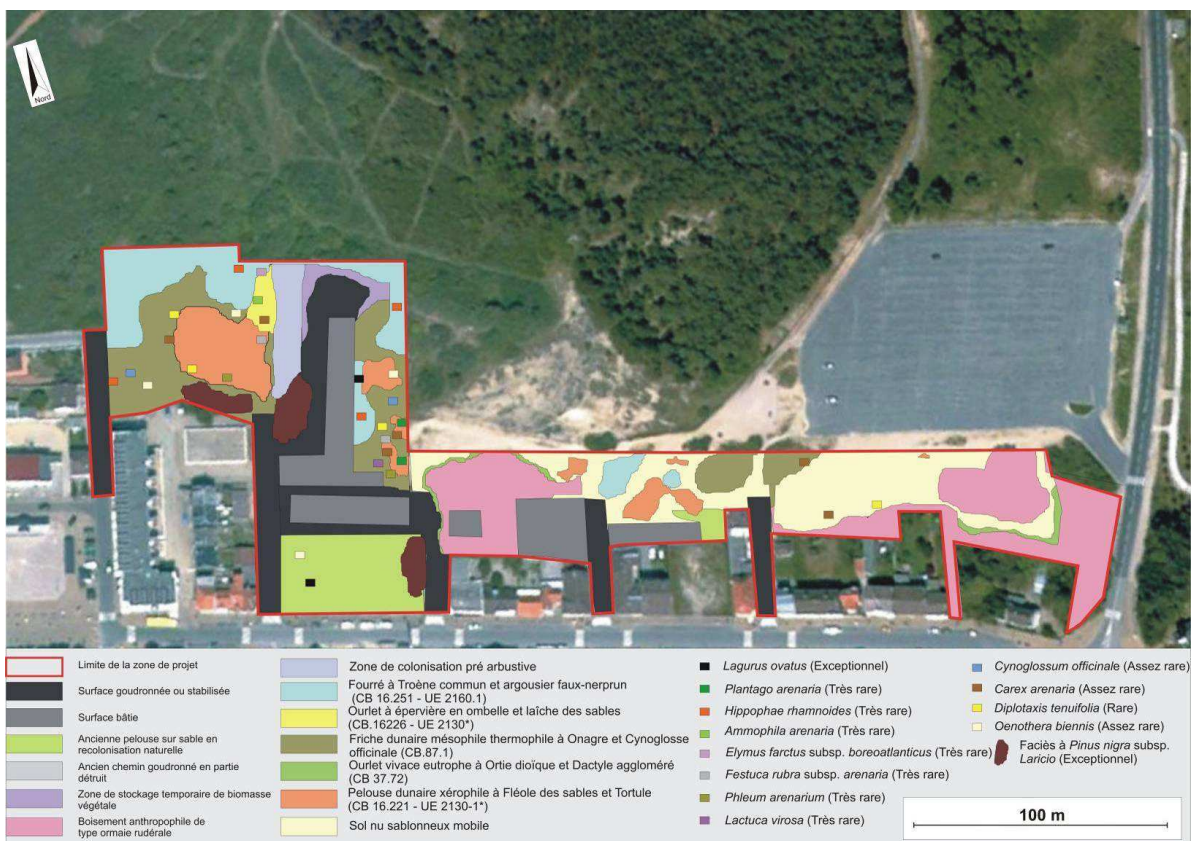 Nord
Limite de la zone de projet
Surface goudronnée ou stabilisée
Surface bâtie
Ancienne pelouse sur sable en
recolonisation naturelle
Ancien chemin goudronné en partie
détruit
Zone de stockage temporaire de biomasse
végétale
Boisement anthropophile de
type ormaie rudérale
Zone de colonisation pré arbustive
Fourré à Troène commun et argousier faux-nerprun
(CB 16.251 - UE 2160.1)
Ourlet à épervière en ombelle et laîche des sables
(CB.16226 - UE 2130*)
Friche dunaire mésophile thermophile à Onagre et Cynoglosse
officinale (CB.87.1)
Ourlet vivace eutrophe à Ortie dioïque et Dactyle aggloméré
(CB 37.72)
Pelouse dunaire xérophile à Fléole des sables et Tortule
(CB 16.221 - UE 2130-1*)
Sol nu sablonneux mobile
Lagurus ovatus (Exceptionnel)
Plantago arenaria (Très rare)
Hippophae rhamnoides (Très rare)
Ammophila arenaria (Très rare)
Elymus farctus subsp. boreoatlanticus (Très rare)
Festuca rubra subsp. arenaria (Très rare)
Phleum arenarium (Très rare)
Lactuca virosa (Très rare)
Cynoglossum officinale (Assez rare)
Carex arenaria (Assez rare)
Diplotaxis tenuifolia (Rare)
Oenothera biennis (Assez rare)
Faciès à Pinus nigra subsp.
Laricio (Exceptionnel)
100 m